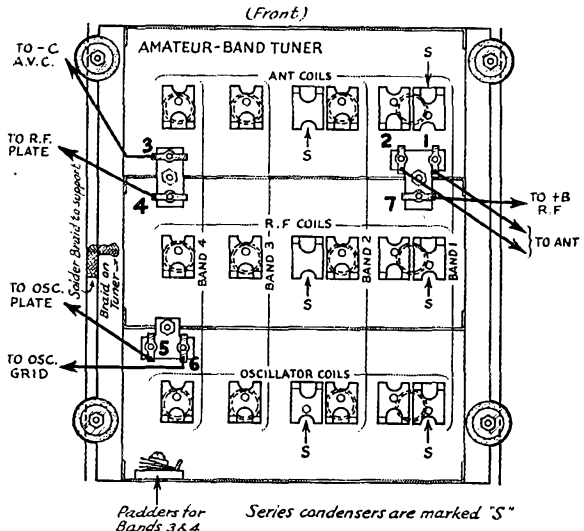 (Front)
TO - C
A.V.C.
AMATEUR-BAND TUNER
S
ANT COILS
3
S
2
1
TO R.F.
PLATE
4
7
TO +B
R.F
TO ANT
Solder Braid to support
Braid on
Tuner
R.F COILS
BAND 4
BAND 3
BAND 2
BAND 1
S
S
TO OSC.
PLATE
5
6
TO OSC.
GRID
OSCILLATOR COILS
S
S
Padders for
Bands 3&4
Series condensers are marked "S"